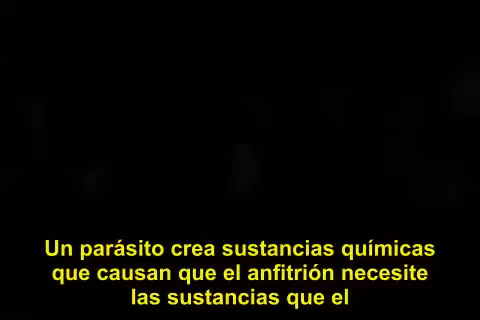 Un parásito crea sustancias químicas
que causan que el anfitrión necesite
las sustancias que el